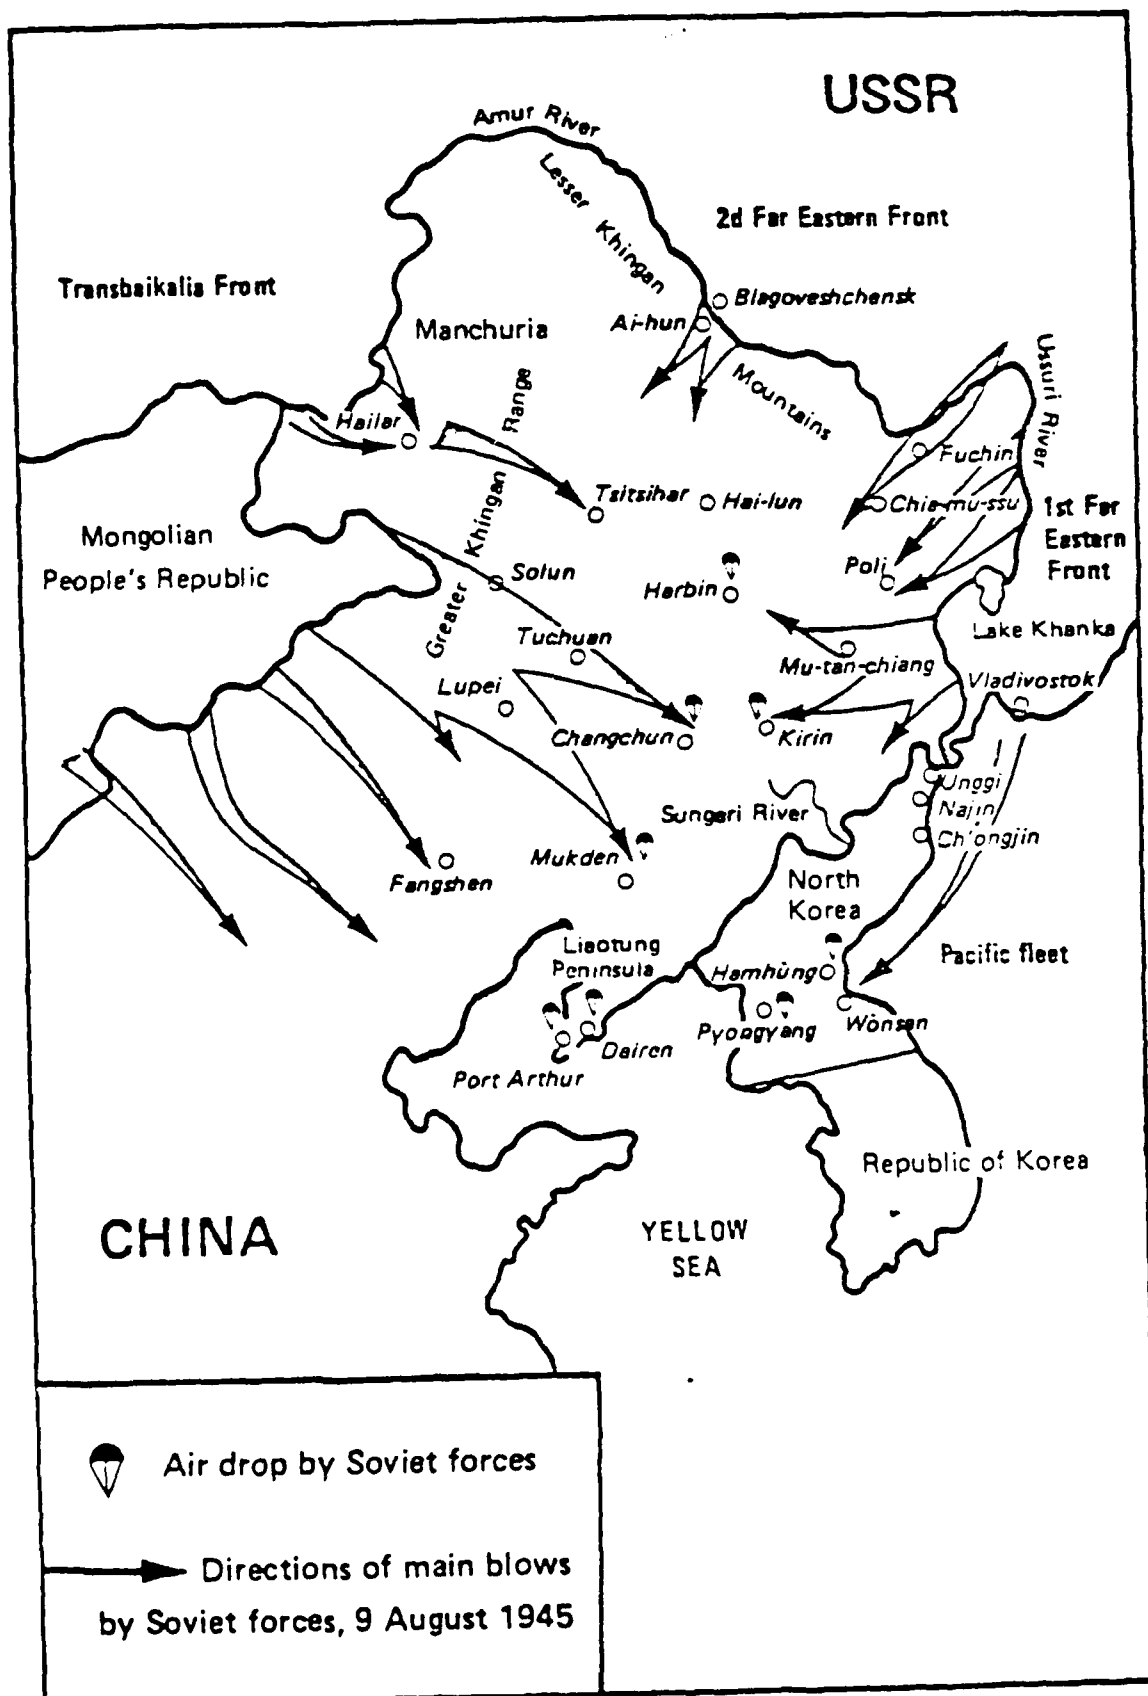 USSR
Amur River
Lesser Khingan
Mountains
2d Far Eastern Front
Transbaikalia Front
Blagoveshchensk
Ai-hun
Manchuria
Ussuri River
Greater Khingan Range
Hailar
Fuchin
Tsitsihar
Hai-lun
Chia-mu-ssu
1st Far
Eastern
Front
Mongolian
People's Republic
Solun
Harbin
Poli
Lake Khanka
Tuchuan
Mu-tan-chiang
Lupei
Vladivostok
Changchun
Kirin
Unggi
Najin
Ch'ongjin
Sungari River
Mukden
Fangshen
North
Korea
Liaotung
Peninsula
Hamhùng
Pacific fleet
Pyongyang
Wònsan
Dairen
Port Arthur
Republic of Korea
CHINA
YELLOW
SEA
Air drop by Soviet forces
Directions of main blows
by Soviet forces, 9 August 1945